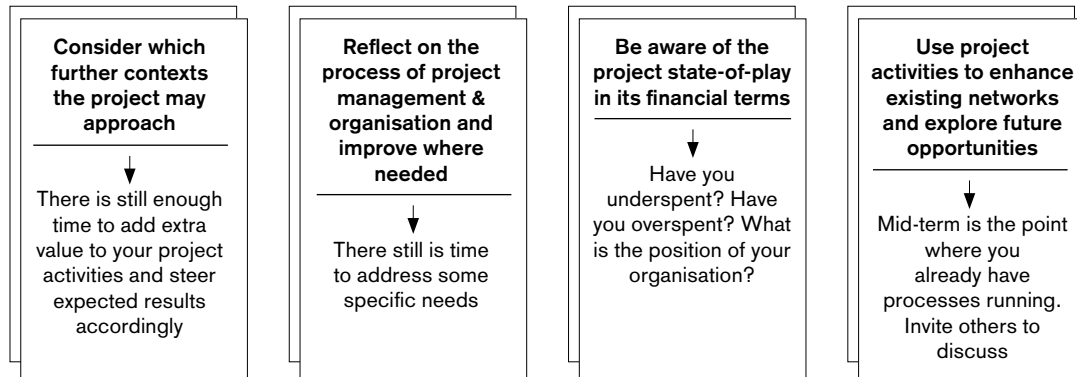 Consider which
further contexts
the project may
approach
There is still enough
time to add extra
value to your project
activities and steer
expected results
accordingly
Reflect on the
process of project
management &
organisation and
improve where
needed
There still is time
to address some
specific needs
Be aware of the
project state-of-play
in its financial terms
Have you
underspent? Have
you overspent? What
is the position of your
organisation?
Use project
activities to enhance
existing networks
and explore future
opportunities
Mid-term is the point
where you
already have
processes running.
Invite others to
discuss